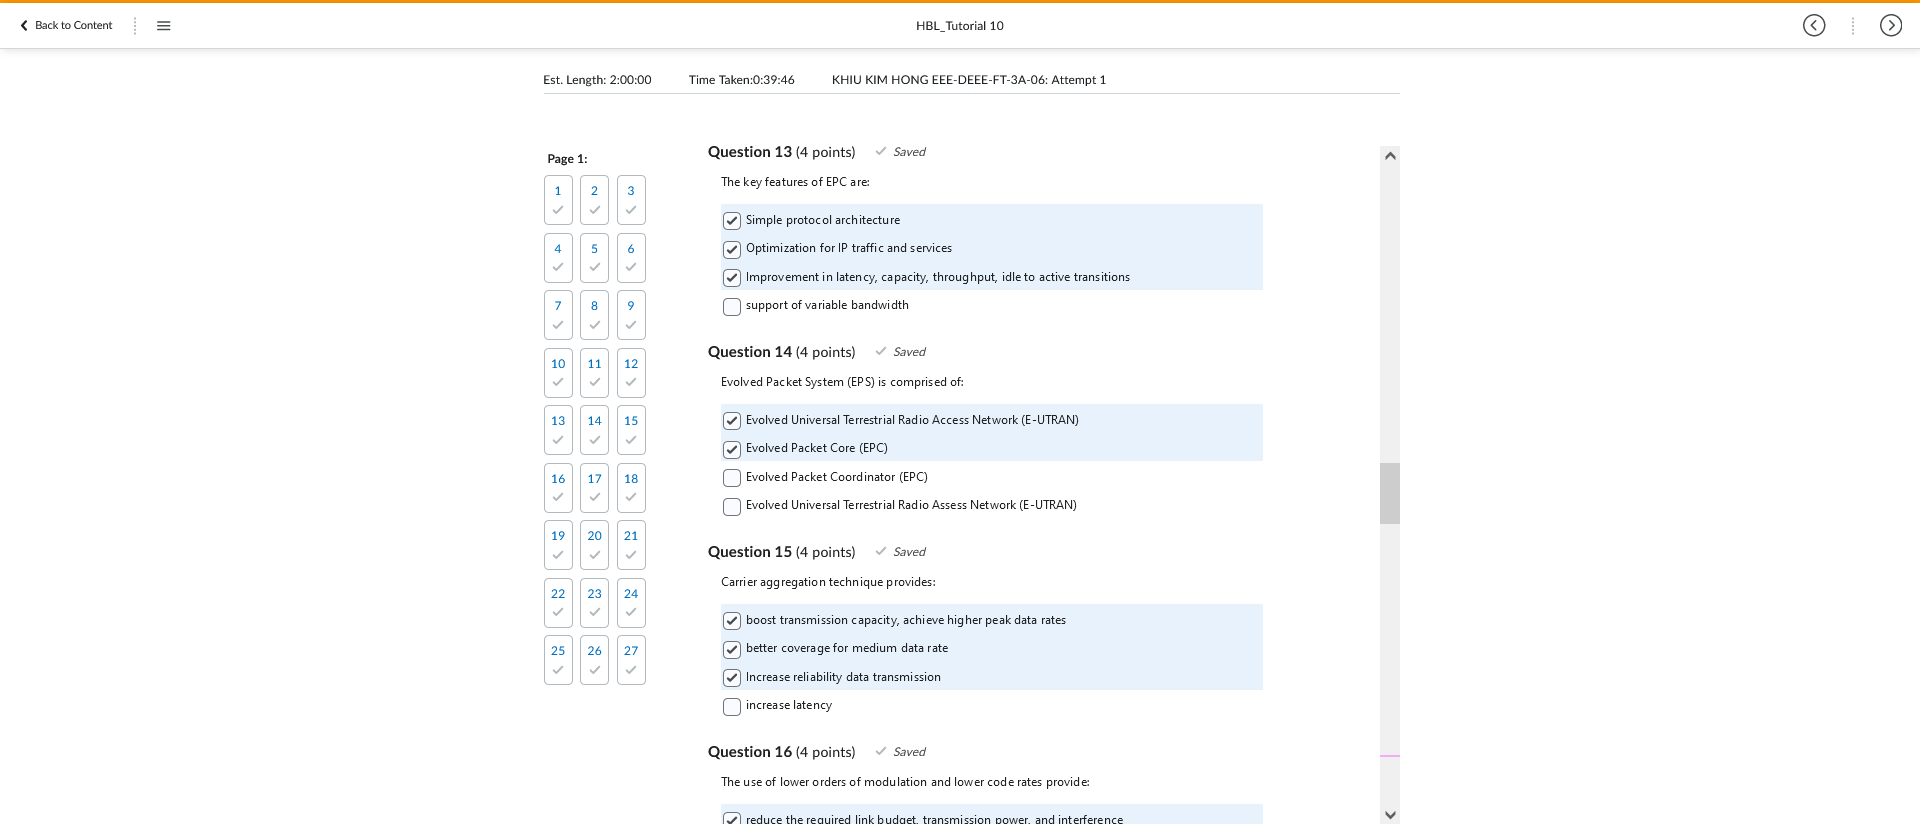 Back to Content
HBL_Tutorial 10
Est. Length: 2:00:00 Time Taken:0:39:46 KHIU KIM HONG EEE-DEEE-FT-3A-06: Attempt 1
Page 1:
1 2 3
4 5 6
7 8 9
10 11 12
13 14 15
16 17 18
19 20 21
22 23 24
25 26 27
Question 13 (4 points) Saved
The key features of EPC are:
Simple protocol architecture
Optimization for IP traffic and services
Improvement in latency, capacity, throughput, idle to active transitions
support of variable bandwidth
Question 14 (4 points) Saved
Evolved Packet System (EPS) is comprised of:
Evolved Universal Terrestrial Radio Access Network (E-UTRAN)
Evolved Packet Core (EPC)
Evolved Packet Coordinator (EPC)
Evolved Universal Terrestrial Radio Assess Network (E-UTRAN)
Question 15 (4 points) Saved
Carrier aggregation technique provides:
boost transmission capacity, achieve higher peak data rates
better coverage for medium data rate
Increase reliability data transmission
increase latency
Question 16 (4 points) Saved
The use of lower orders of modulation and lower code rates provide:
reduce the required link budget, transmission power, and interference